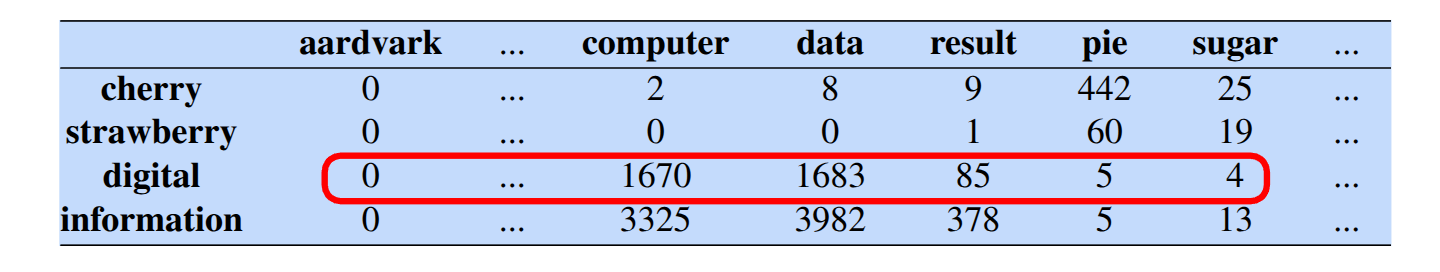 aardvark ... computer data result pie sugar ...
cherry 0 ... 2 8 9 442 25 ...
strawberry 0 ... 0 0 1 60 19 ...
digital 0 ... 1670 1683 85 5 4 ...
information 0 ... 3325 3982 378 5 13 ...